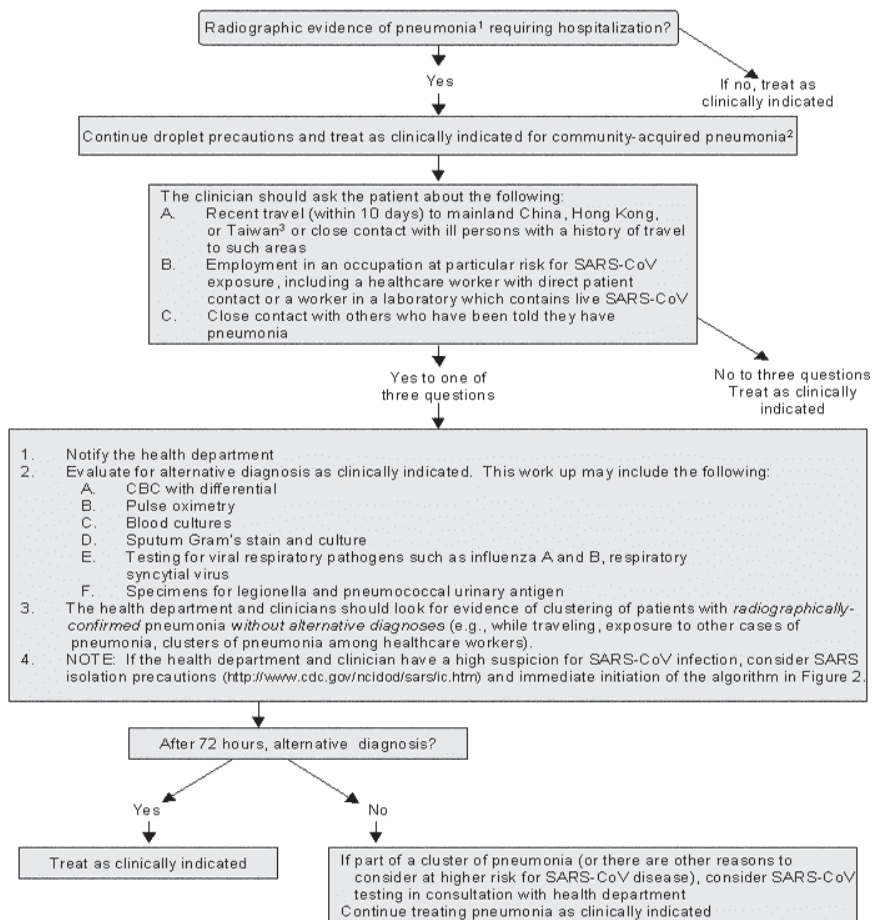 Radiographic evidence of pneumonia¹ requiring hospitalization?
Yes
If no, treat as
clinically indicated
Continue droplet precautions and treat as clinically indicated for community-acquired pneumonia²
The clinician should ask the patient about the following:
A. Recent travel (within 10 days) to mainland China, Hong Kong,
or Taiwan³ or close contact with ill persons with a history of travel
to such areas
B. Employment in an occupation at particular risk for SARS-CoV
exposure, including a healthcare worker with direct patient
contact or a worker in a laboratory which contains live SARS-CoV
C. Close contact with others who have been told they have
pneumonia
Yes to one of
three questions
No to three questions
Treat as clinically
indicated
1. Notify the health department
2. Evaluate for alternative diagnosis as clinically indicated. This work up may include the following:
A. CBC with differential
B. Pulse oximetry
C. Blood cultures
D. Sputum Gram's stain and culture
E. Testing for viral respiratory pathogens such as influenza A and B, respiratory
syncytial virus
F. Specimens for legionella and pneumococcal urinary antigen
3. The health department and clinicians should look for evidence of clustering of patients with radiographically-
confirmed pneumonia without alternative diagnoses (e.g., while traveling, exposure to other cases of
pneumonia, clusters of pneumonia among healthcare workers).
4. NOTE: If the health department and clinician have a high suspicion for SARS-CoV infection, consider SARS
isolation precautions (http://www.cdc.gov/ncidod/sars/ic.htm) and immediate initiation of the algorithm in Figure 2.
After 72 hours, alternative diagnosis?
Yes
No
Treat as clinically indicated
If part of a cluster of pneumonia (or there are other reasons to
consider at higher risk for SARS-CoV disease), consider SARS-CoV
testing in consultation with health department
Continue treating pneumonia as clinically indicated